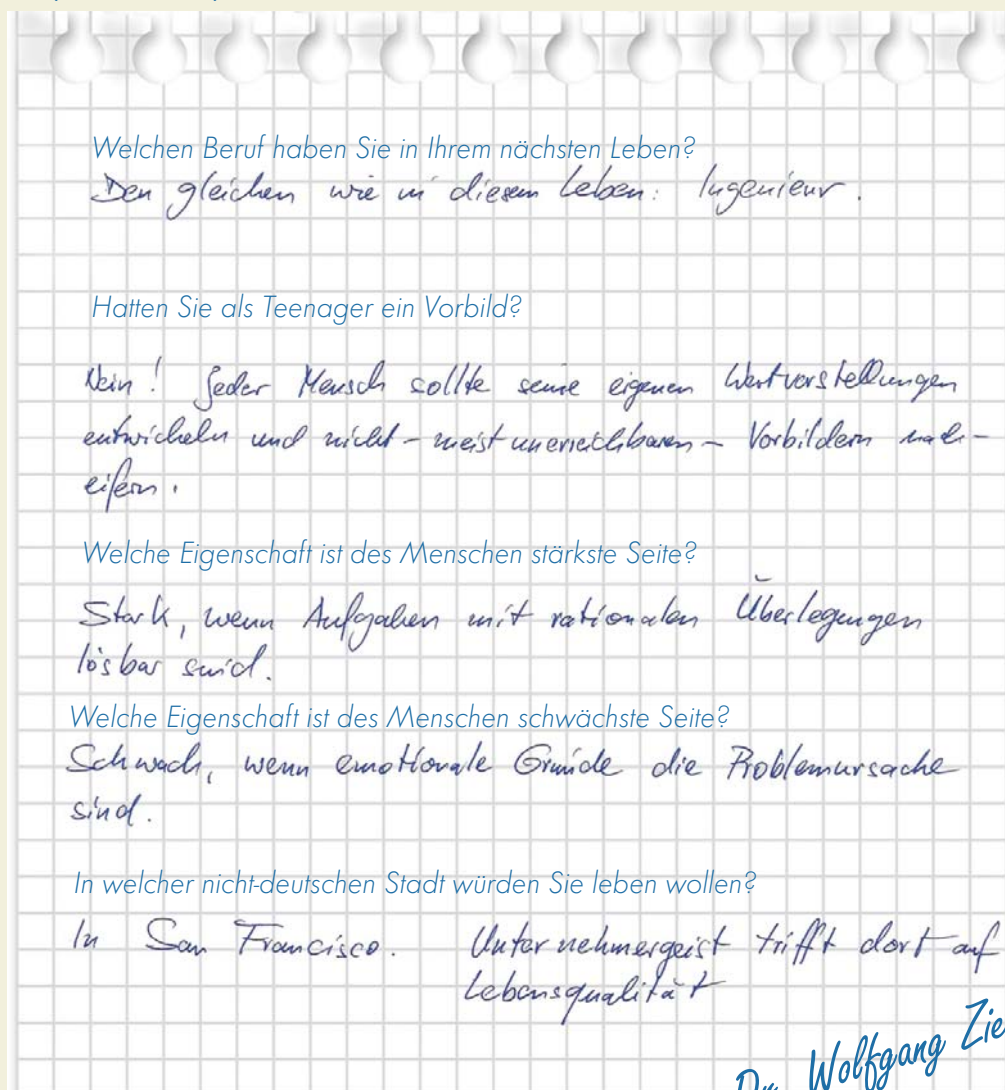 Welchen Beruf haben Sie in Ihrem nächsten Leben?
Den gleichen wie in diesem Leben: Ingenieur.
Hatten Sie als Teenager ein Vorbild?
Nein! Jeder Mensch sollte seine eigenen Wertvorstellungen
entwickeln und nicht – meist unerreichbaren – Vorbildern nach-
eifern.
Welche Eigenschaft ist des Menschen stärkste Seite?
Stark, wenn Aufgaben mit rationalen Überlegungen
lösbar sind.
Welche Eigenschaft ist des Menschen schwächste Seite?
Schwach, wenn emotionale Gründe die Problemursache
sind.
In welcher nicht-deutschen Stadt würden Sie leben wollen?
In San Francisco. Unternehmergeist trifft dort auf
Lebensqualität
Dr. Wolfgang Zie